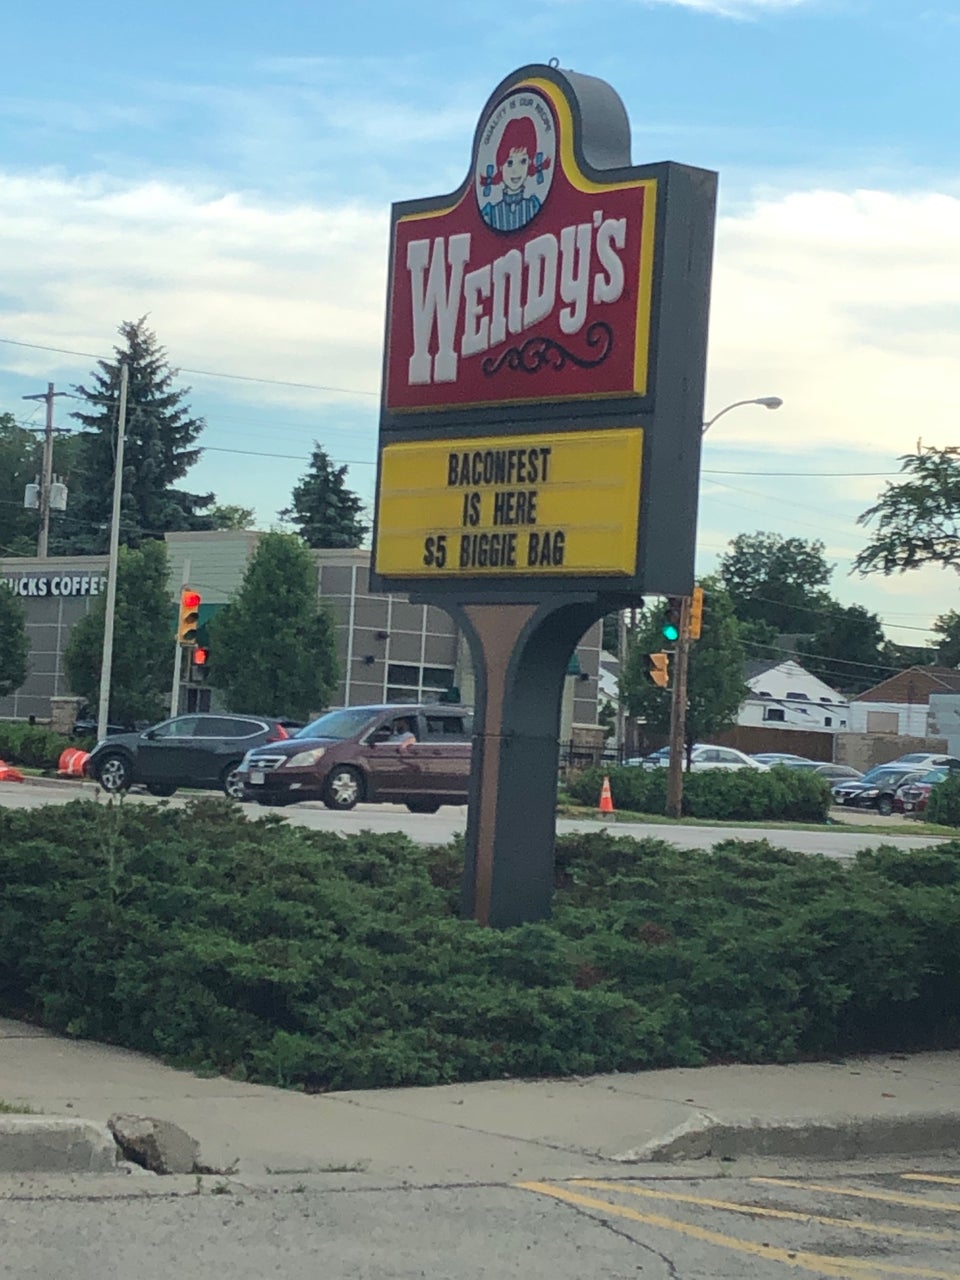 QUALITY IS OUR RECIPE
WENDY'S
BACONFEST
IS HERE
$5 BIGGIE BAG
UCKS COFFEE